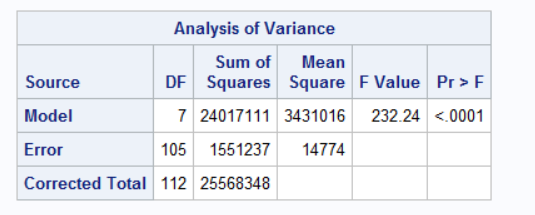 Analysis of Variance
Source DF Sum of Squares Mean Square F Value Pr > F
Model 7 24017111 3431016 232.24 <.0001
Error 105 1551237 14774
Corrected Total 112 25568348